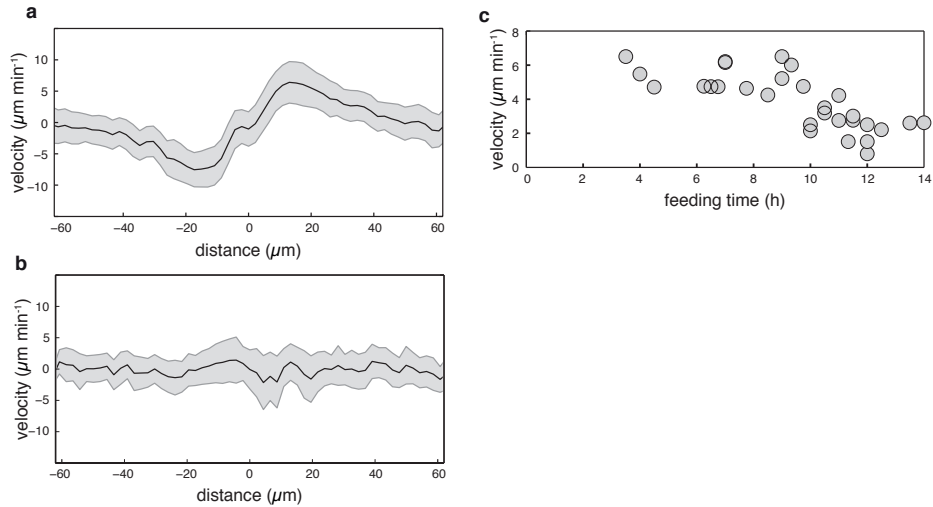 a
10
5
0
−5
−10
velocity (µm min⁻¹)
−60 −40 −20 0 20 40 60
distance (µm)
b
10
5
0
−5
−10
velocity (µm min⁻¹)
−60 −40 −20 0 20 40 60
distance (µm)
c
8
6
4
2
0
velocity (µm min⁻¹)
0 2 4 6 8 10 12 14
feeding time (h)